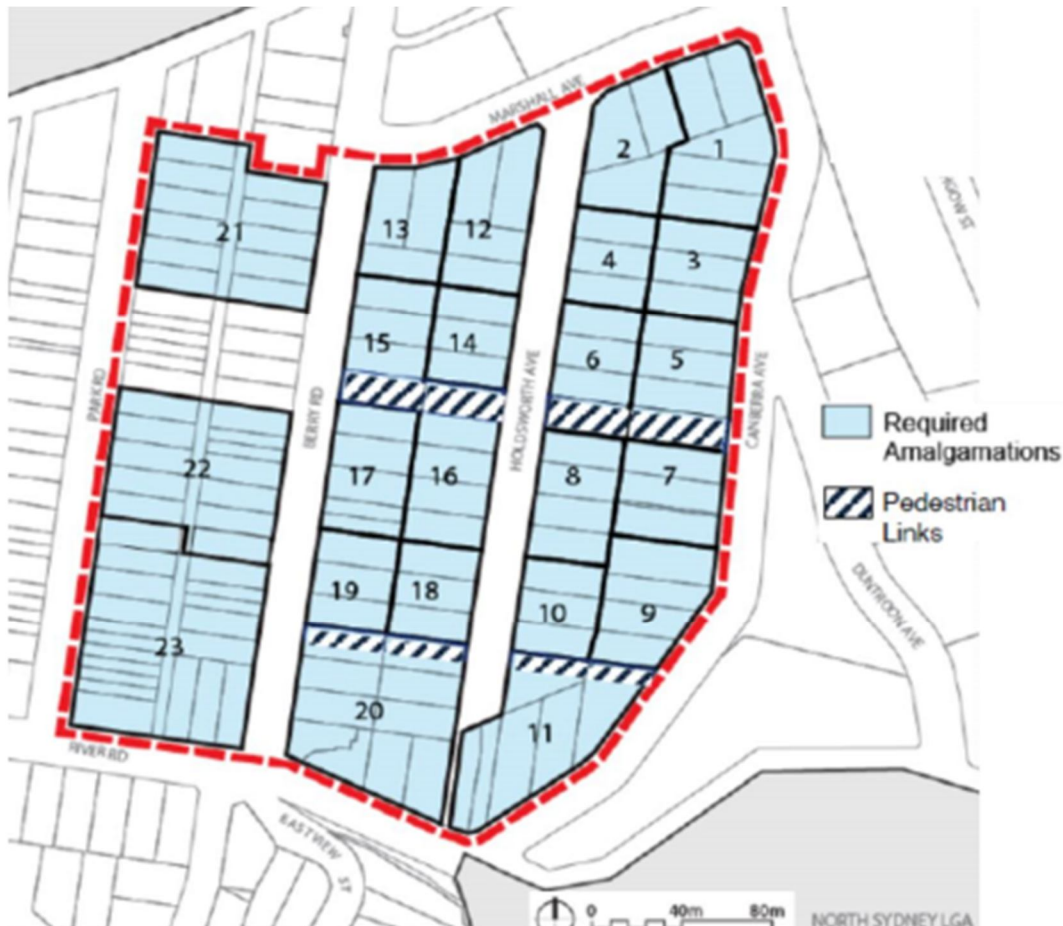 MARSHALL AVE
2
1
13
12
21
4
3
15
14
6
5
PARK RD
BERRY RD
HOLDSWORTH AVE
CANBERRA AVE
Required
Amalgamations
22
17
16
8
7
Pedestrian
Links
19
18
10
9
DUNTROON AVE
23
20
11
RIVER RD
EASTVIEW ST
0 40m 80m
NORTH SYDNEY LGA